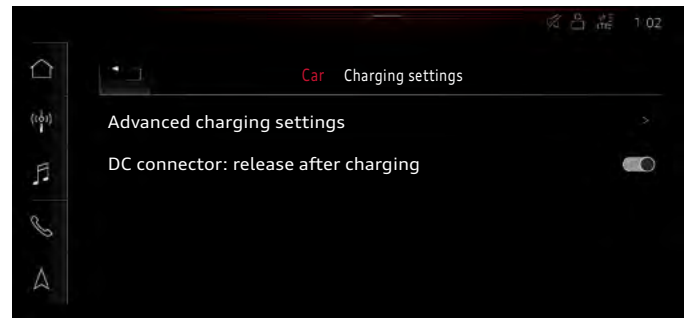 1:02
Car Charging settings
Advanced charging settings
DC connector: release after charging